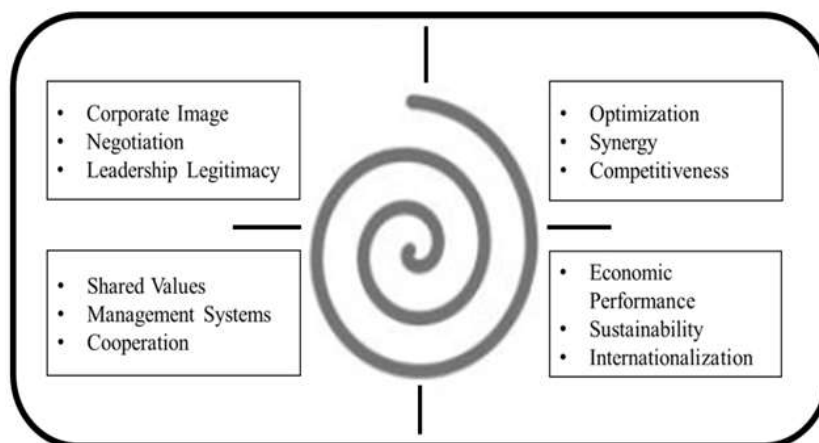 • Corporate Image
• Negotiation
• Leadership Legitimacy
• Optimization
• Synergy
• Competitiveness
• Shared Values
• Management Systems
• Cooperation
• Economic
Performance
• Sustainability
• Internationalization